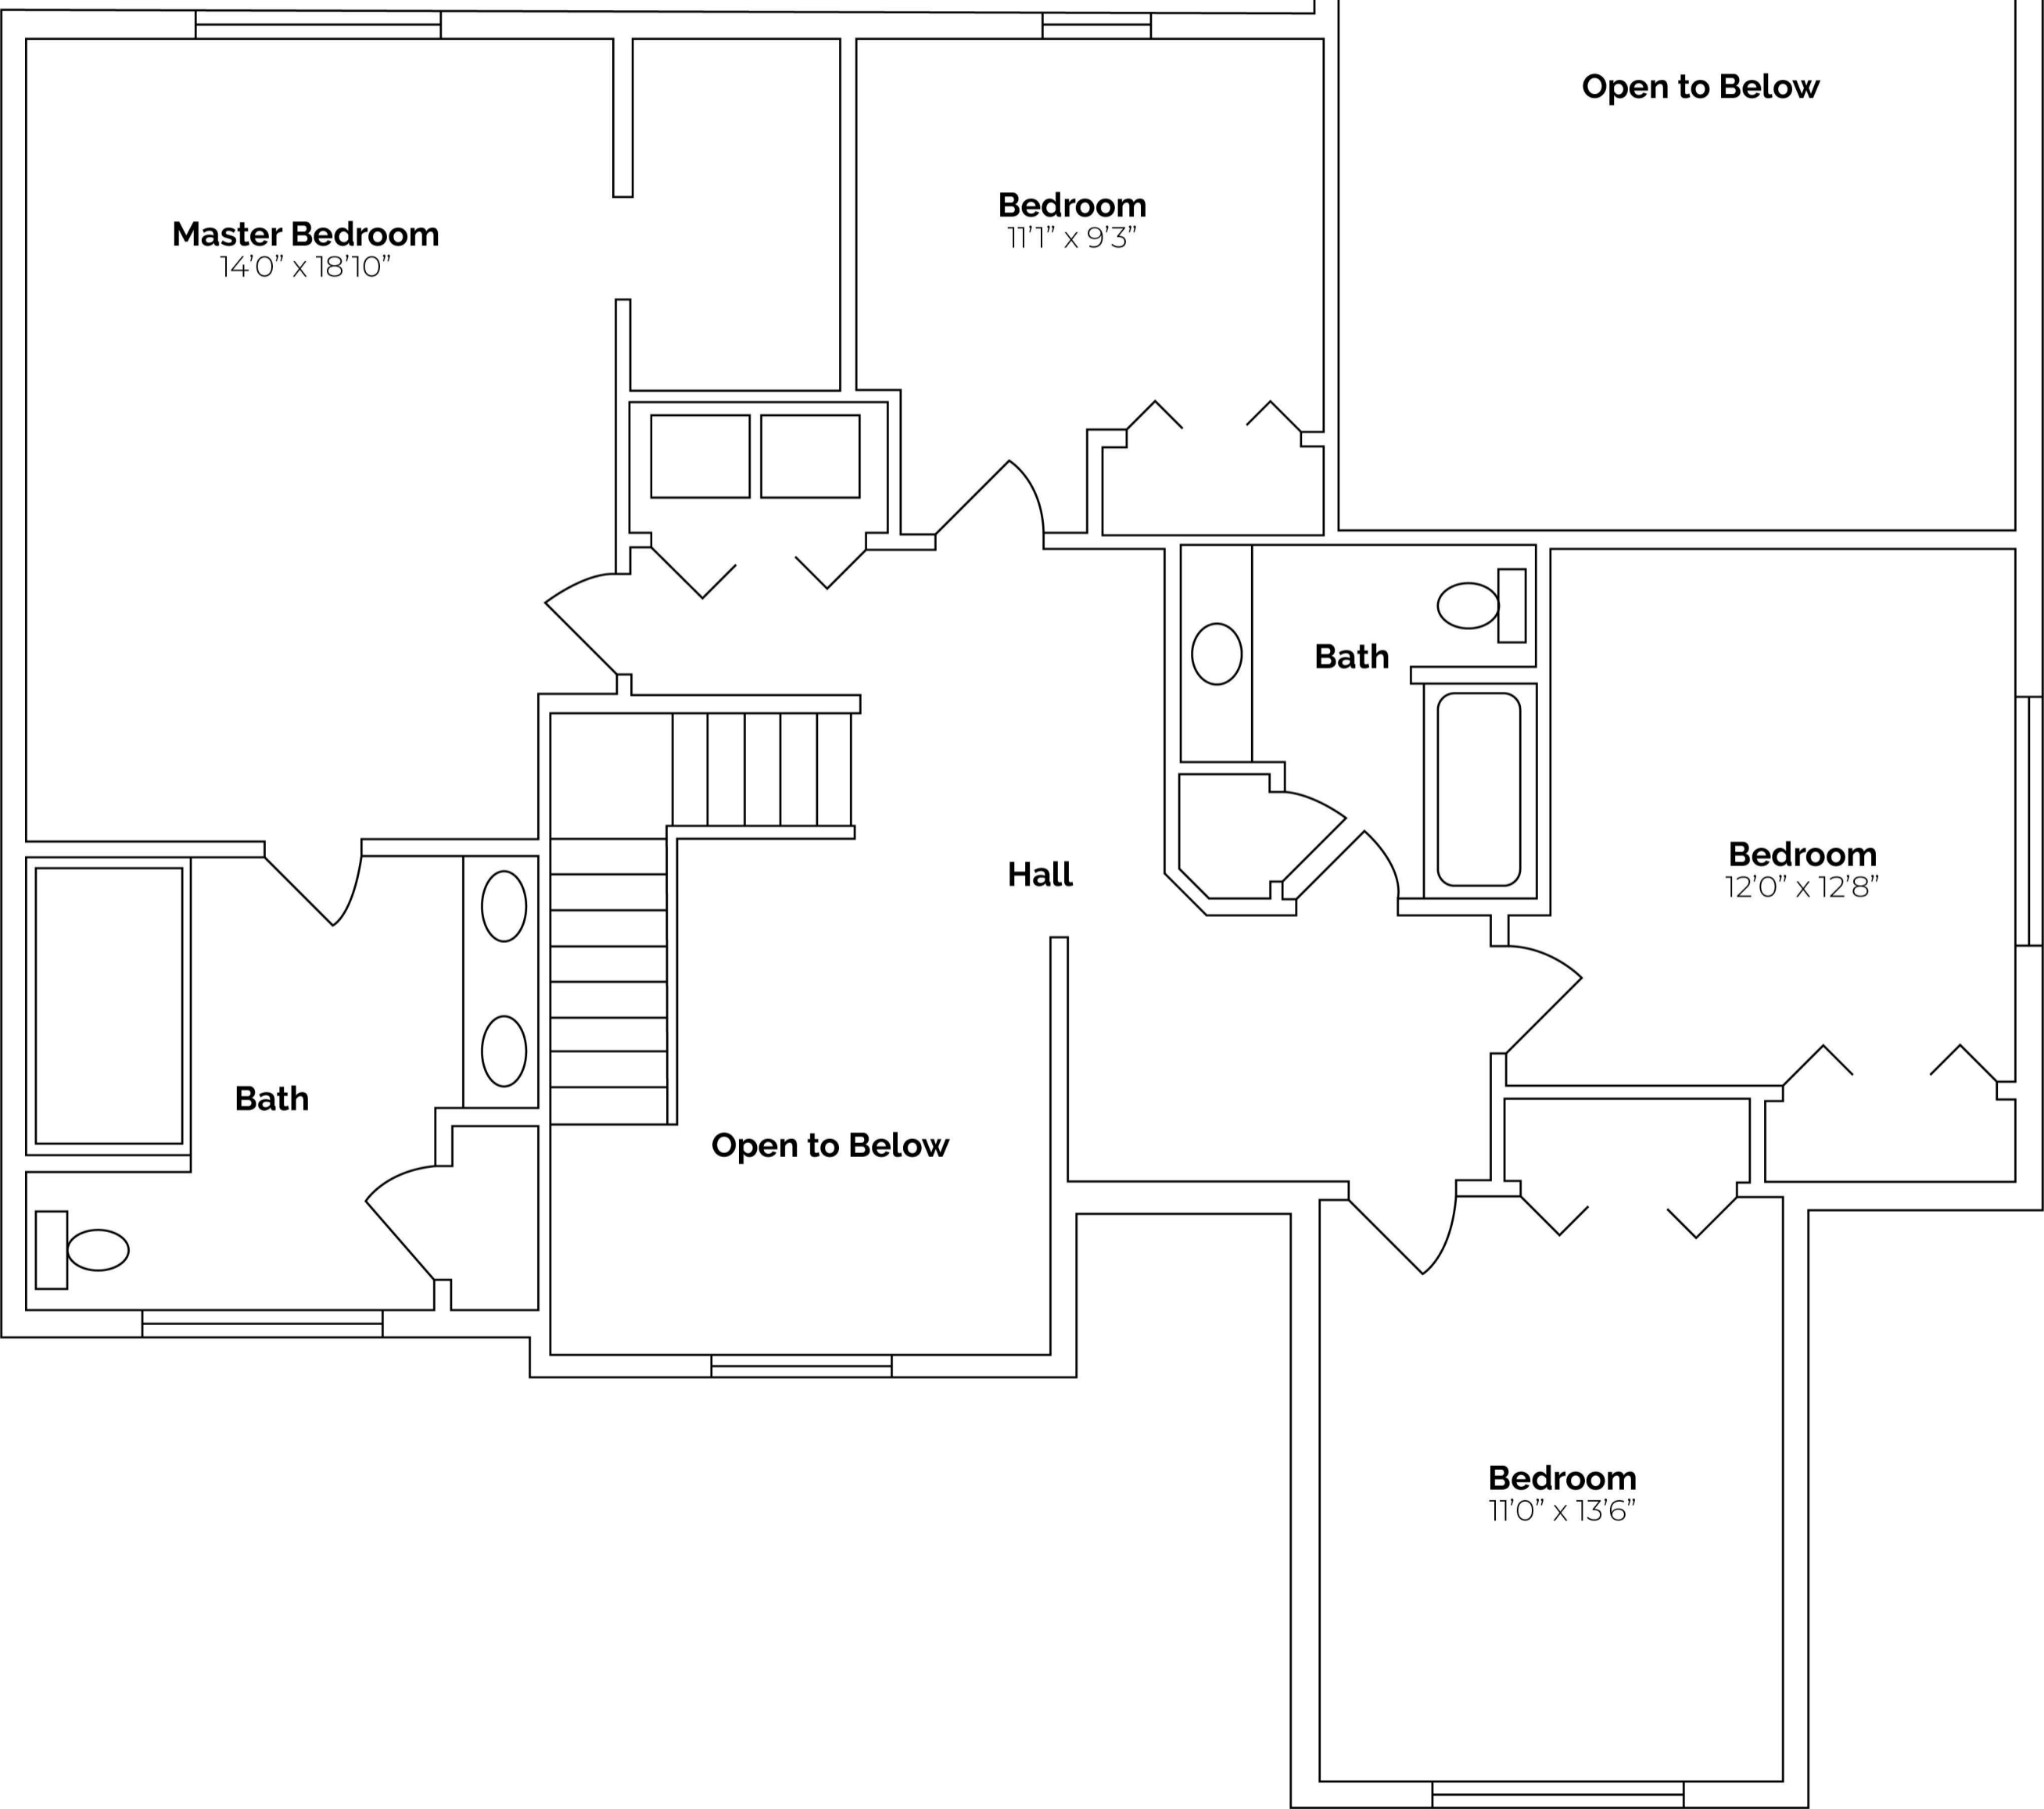 Open to Below
Bedroom
11’1” x 9’3”
Master Bedroom
14’0” x 18’10”
Bath
Bedroom
12’0” x 12’8”
Hall
Bath
Open to Below
Bedroom
11’0” x 13’6”